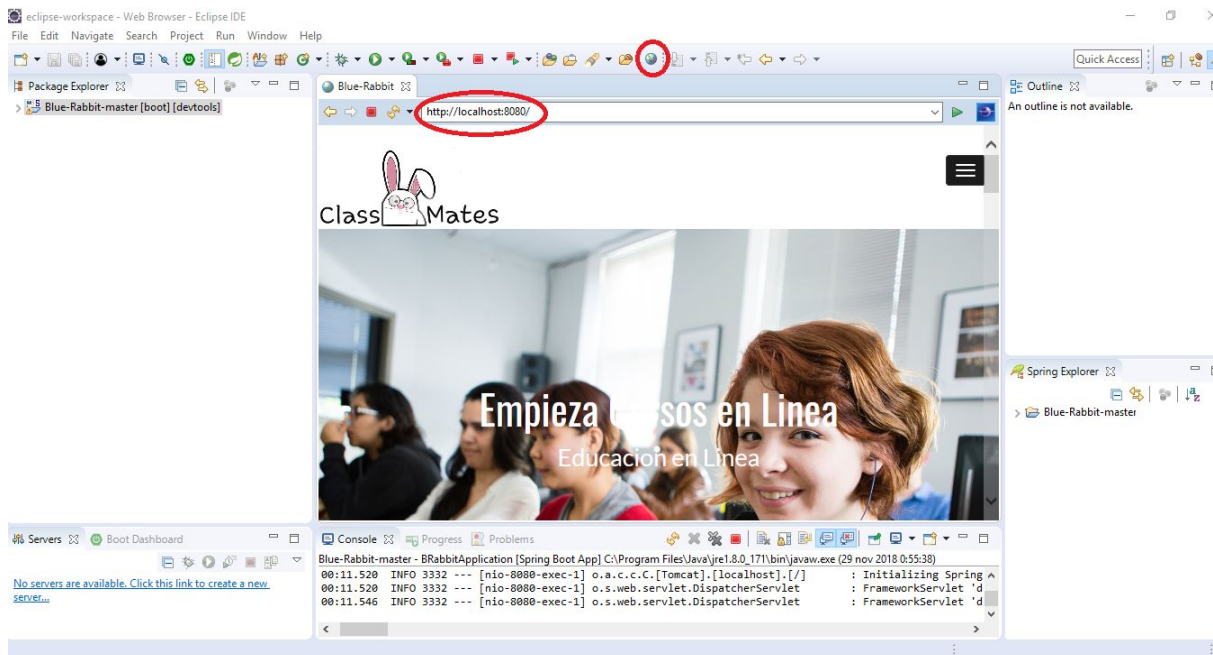 eclipse-workspace - Web Browser - Eclipse IDE
File Edit Navigate Search Project Run Window Help
Quick Access
Package Explorer
Blue-Rabbit-master [boot] [devtools]
Blue-Rabbit
http://localhost:8080/
Class Mates
Empieza Cursos en Linea
Educacion en Linea
Outline
An outline is not available.
Spring Explorer
Blue-Rabbit-master
Servers Boot Dashboard
No servers are available. Click this link to create a new
server...
Console Progress Problems
Blue-Rabbit-master - BRabbitApplication [Spring Boot App] C:\Program Files\Java\jre1.8.0_171\bin\javaw.exe (29 nov 2018 0:55:38)
00:11.520 INFO 3332 --- [nio-8080-exec-1] o.a.c.c.C.[Tomcat].[localhost].[/] : Initializing Spring
00:11.520 INFO 3332 --- [nio-8080-exec-1] o.s.web.servlet.DispatcherServlet : FrameworkServlet 'd
00:11.546 INFO 3332 --- [nio-8080-exec-1] o.s.web.servlet.DispatcherServlet : FrameworkServlet 'd